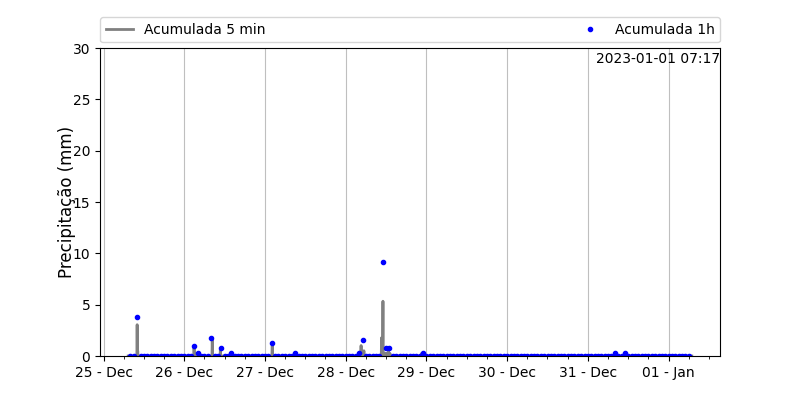 Acumulada 5 min
Acumulada 1h
2023-01-01 07:17
Precipitação (mm)
30
25
20
15
10
5
0
25 - Dec
26 - Dec
27 - Dec
28 - Dec
29 - Dec
30 - Dec
31 - Dec
01 - Jan